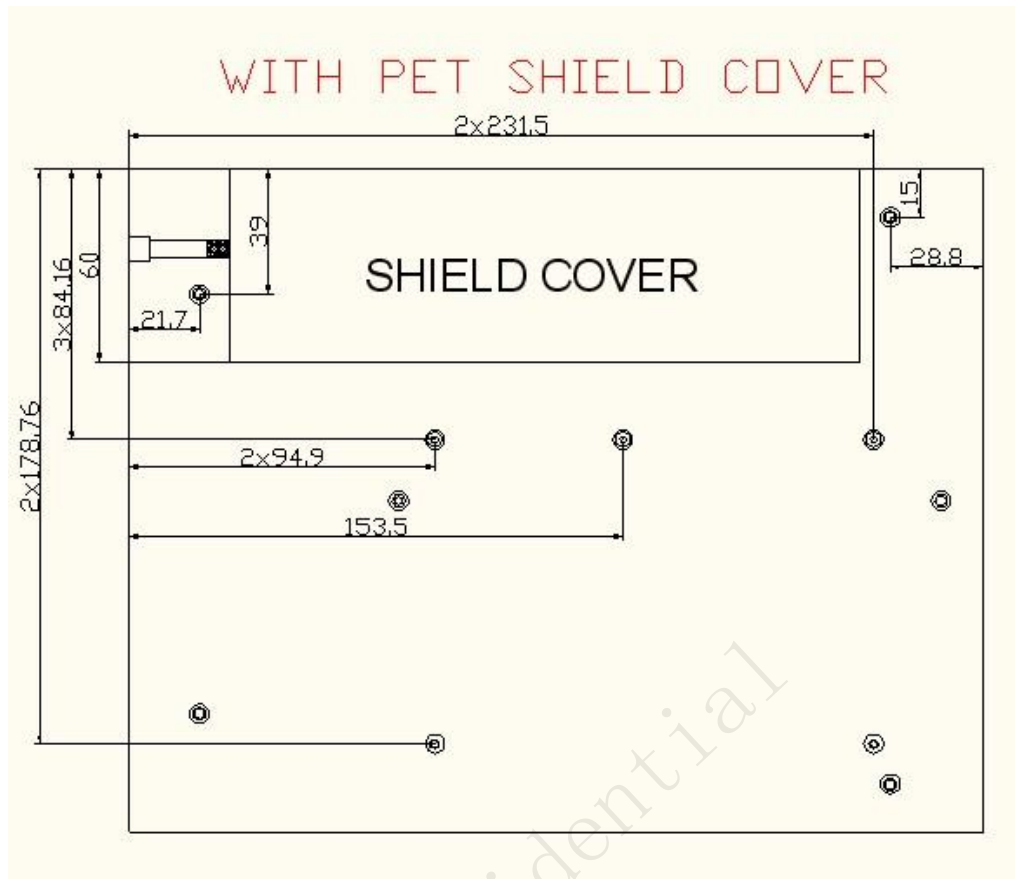 WITH PET SHIELD COVER
2x231.5
15
39
60
28.8
SHIELD COVER
3x84.16
21.7
2x178.76
2x94.9
153.5